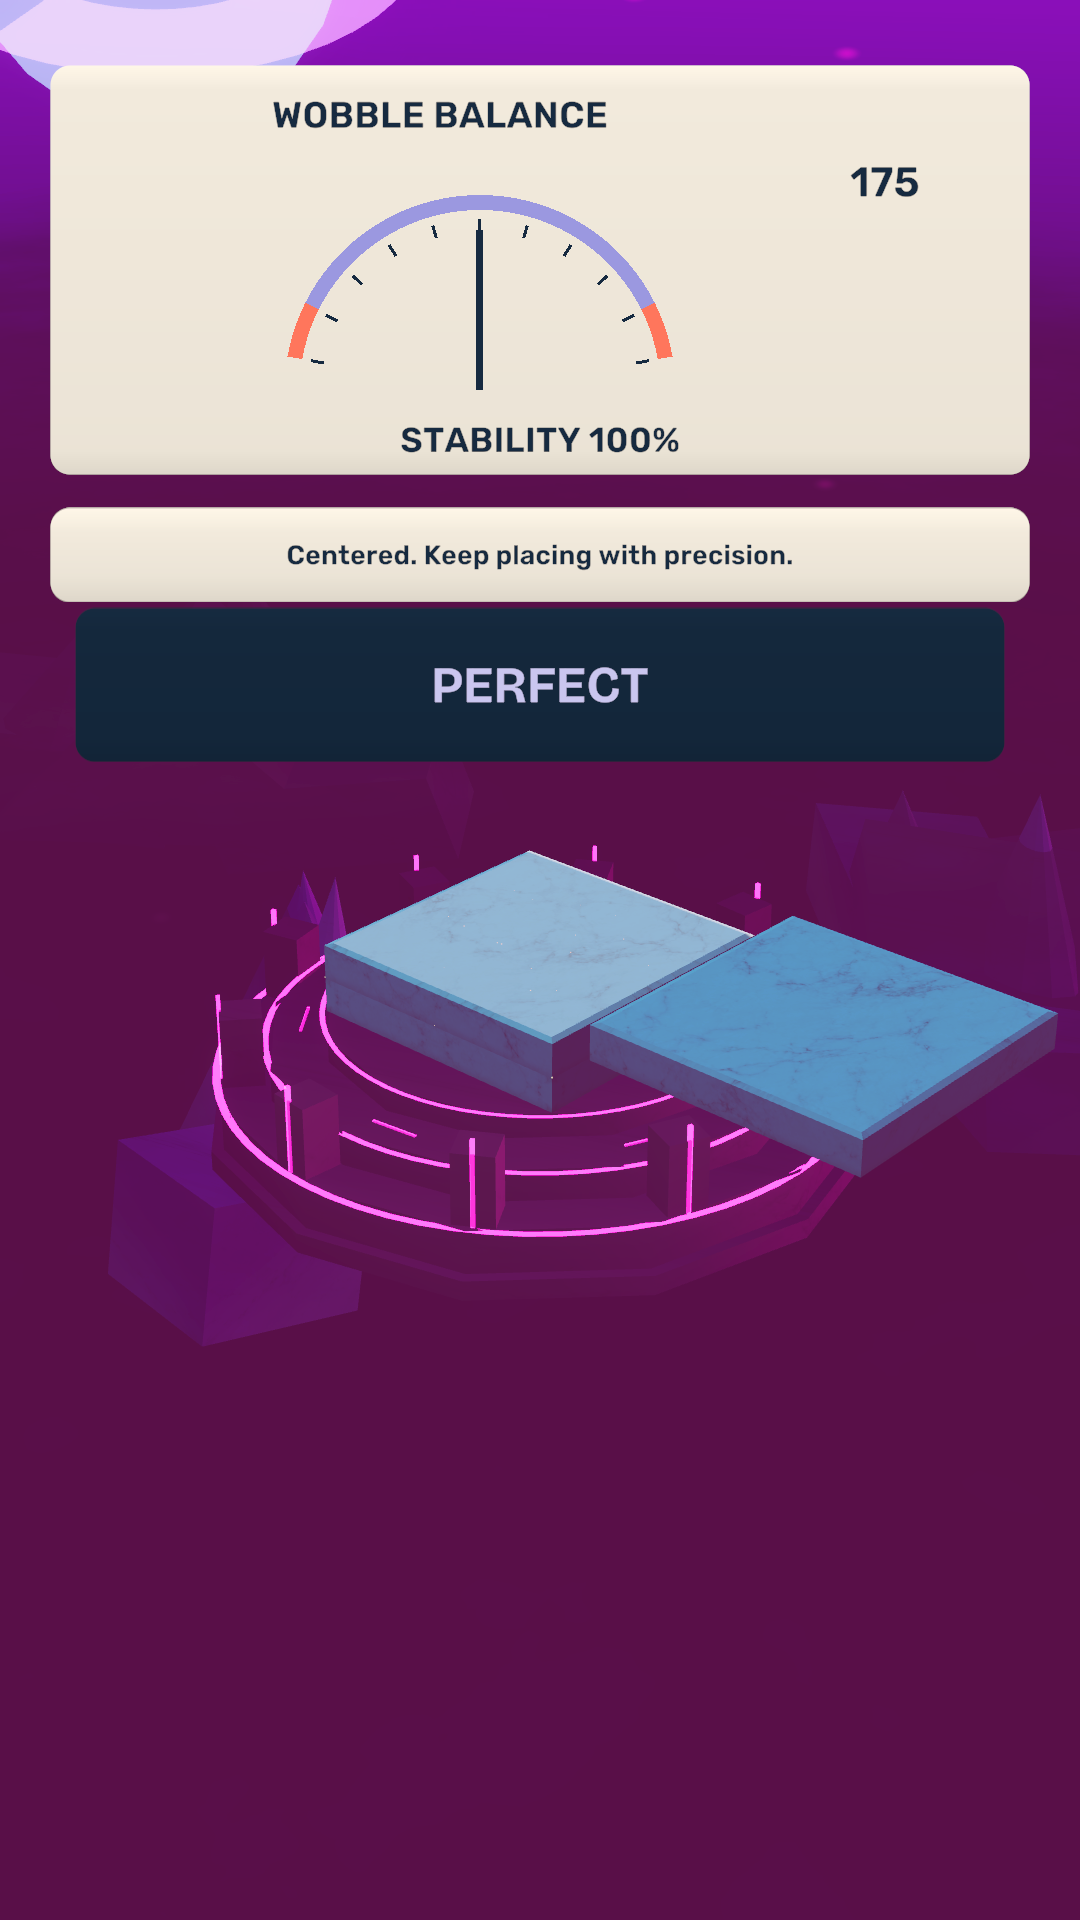 WOBBLE BALANCE
175
STABILITY 100%
Centered. Keep placing with precision.
PERFECT